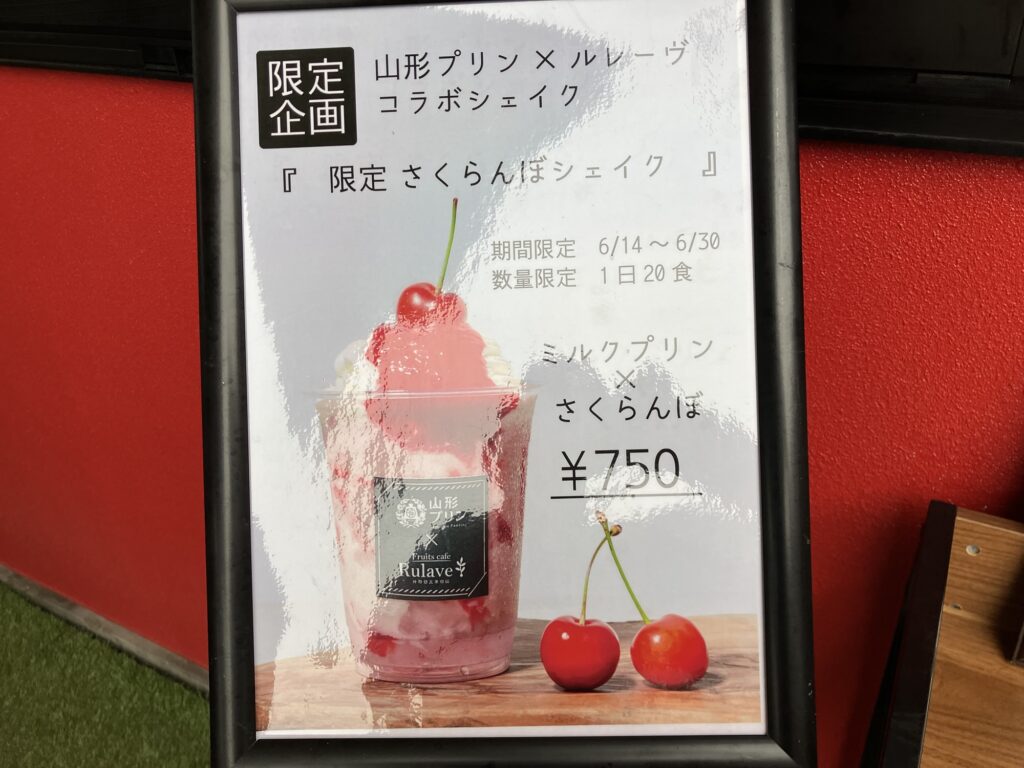 限定
企画
山形プリン × ルレーヴ
コラボシェイク
『 限定 さくらんぼシェイク 』
期間限定 6/14～6/30
数量限定 1日20食
ミルクプリン
×
さくらんぼ
¥750
山形
プリン
×
Fruits cafe
Rulave